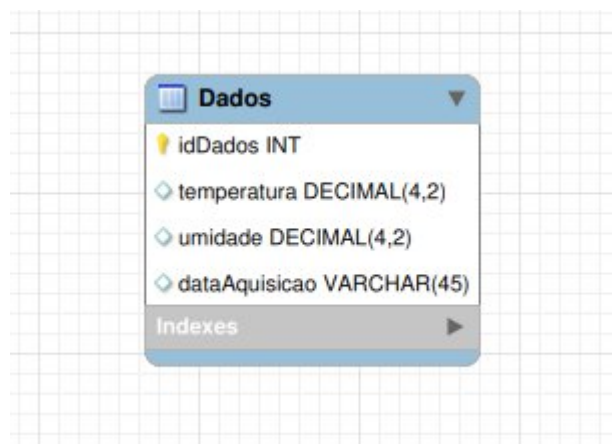 Dados
idDados INT
temperatura DECIMAL(4,2)
umidade DECIMAL(4,2)
dataAquisicao VARCHAR(45)
Indexes